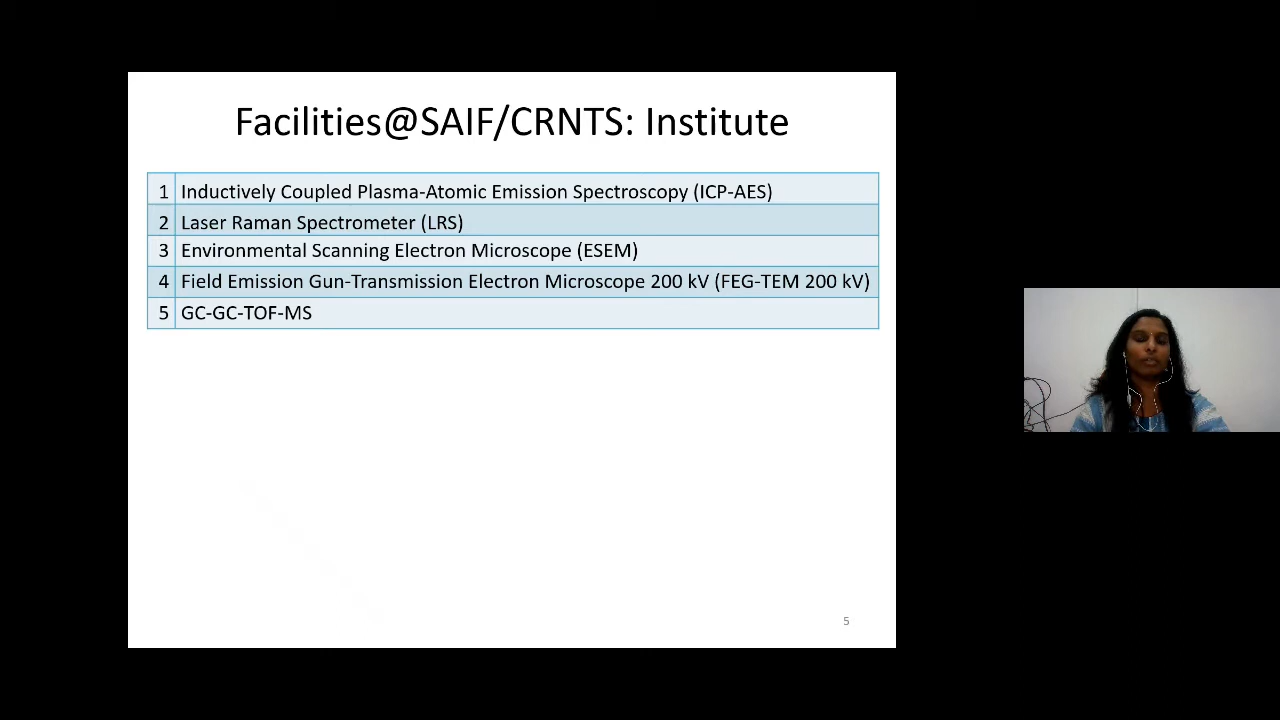 Facilities@SAIF/CRNTS: Institute
1 Inductively Coupled Plasma-Atomic Emission Spectroscopy (ICP-AES)
2 Laser Raman Spectrometer (LRS)
3 Environmental Scanning Electron Microscope (ESEM)
4 Field Emission Gun-Transmission Electron Microscope 200 kV (FEG-TEM 200 kV)
5 GC-GC-TOF-MS
5